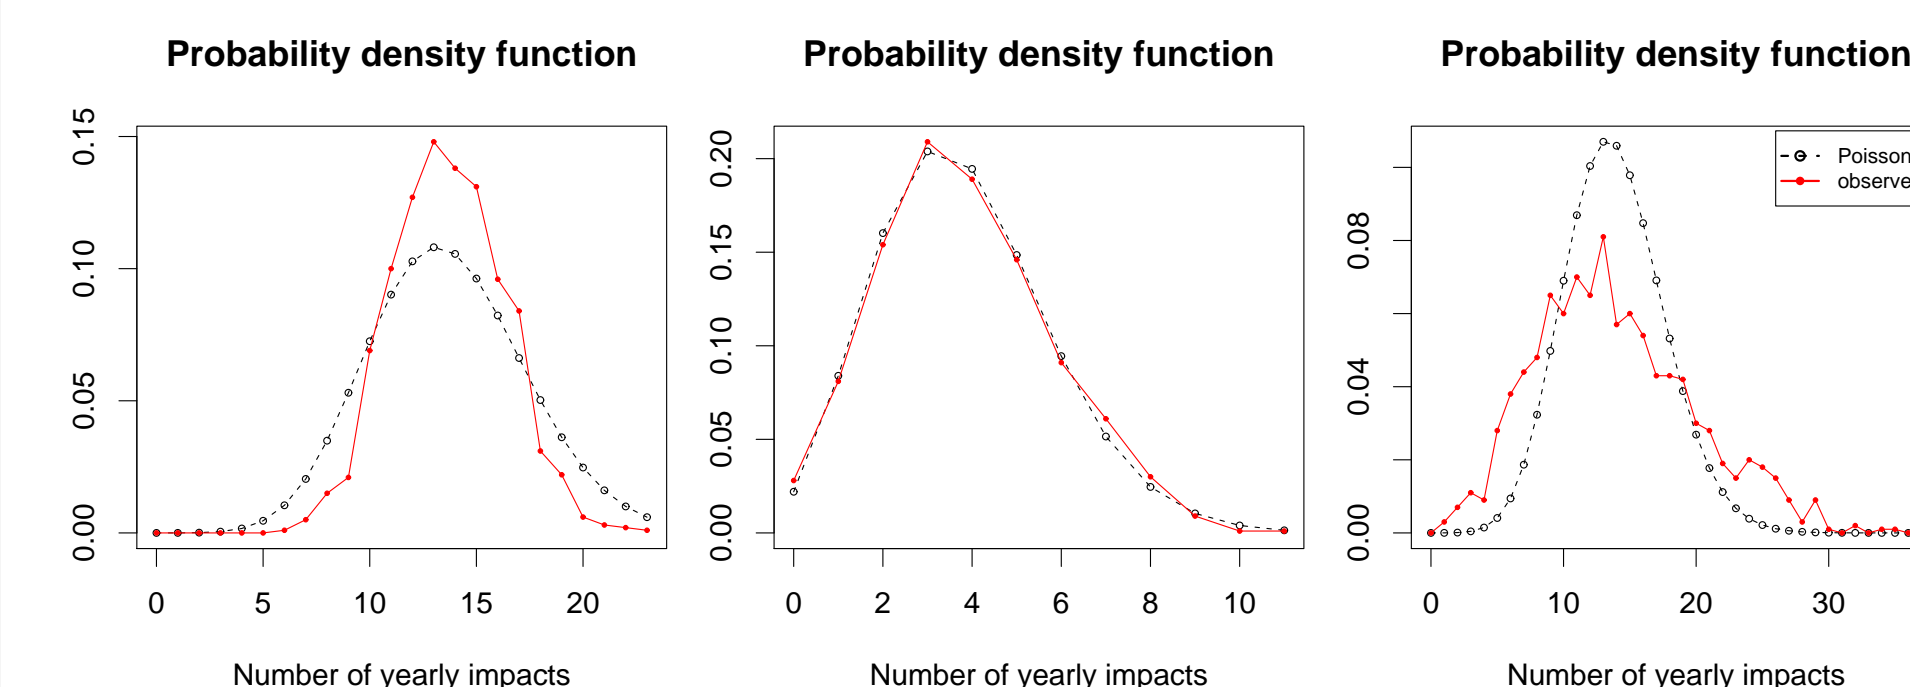 Probability density function
0.00 0.05 0.10 0.15
0 5 10 15 20
Number of yearly impacts
Probability density function
0.00 0.05 0.10 0.15 0.20
0 2 4 6 8 10
Number of yearly impacts
Probability density function
Poisson
observe
0.00 0.04 0.08
0 10 20 30
Number of yearly impacts